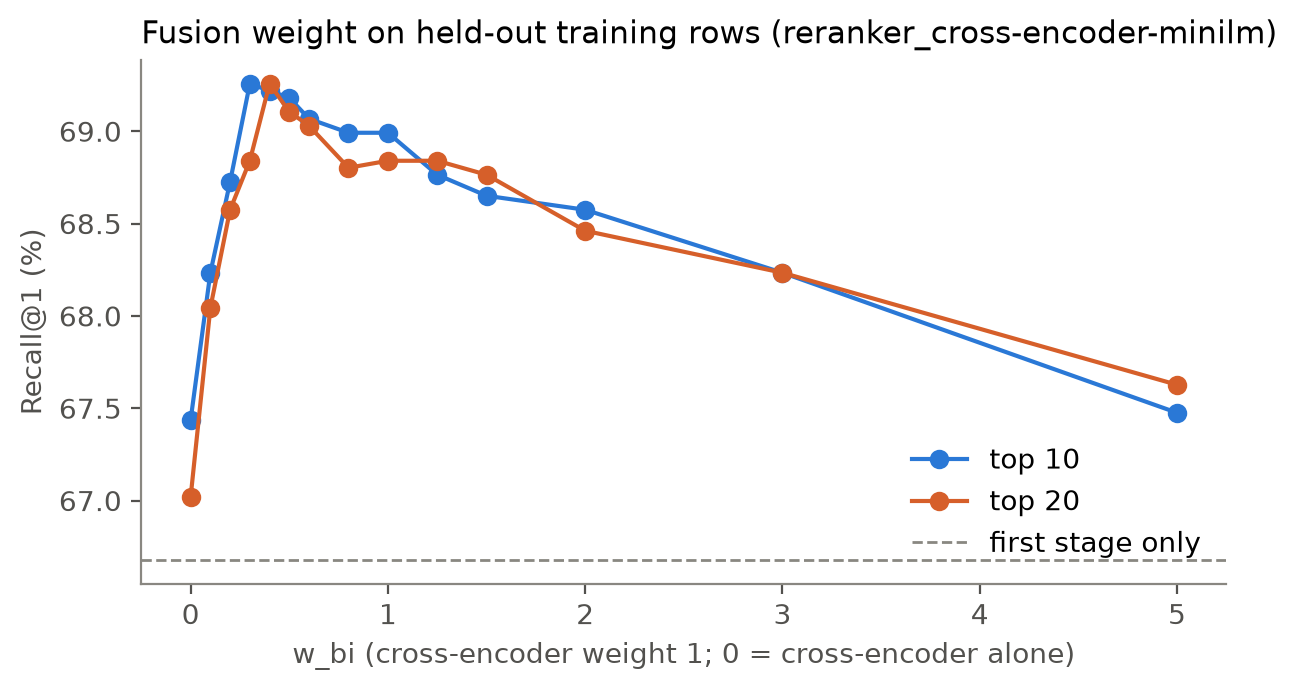 Fusion weight on held-out training rows (reranker_cross-encoder-minilm)
Recall@1 (%)
69.0
68.5
68.0
67.5
67.0
top 10
top 20
first stage only
0 1 2 3 4 5
w_bi (cross-encoder weight 1; 0 = cross-encoder alone)